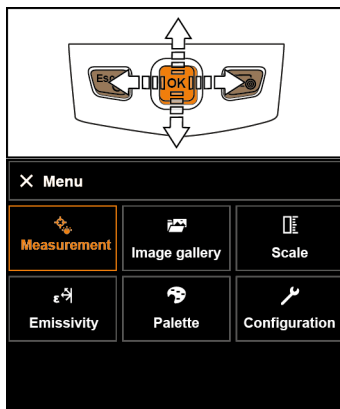 Esc
OK
Menu
Measurement
Image gallery
Scale
ε
Emissivity
Palette
Configuration